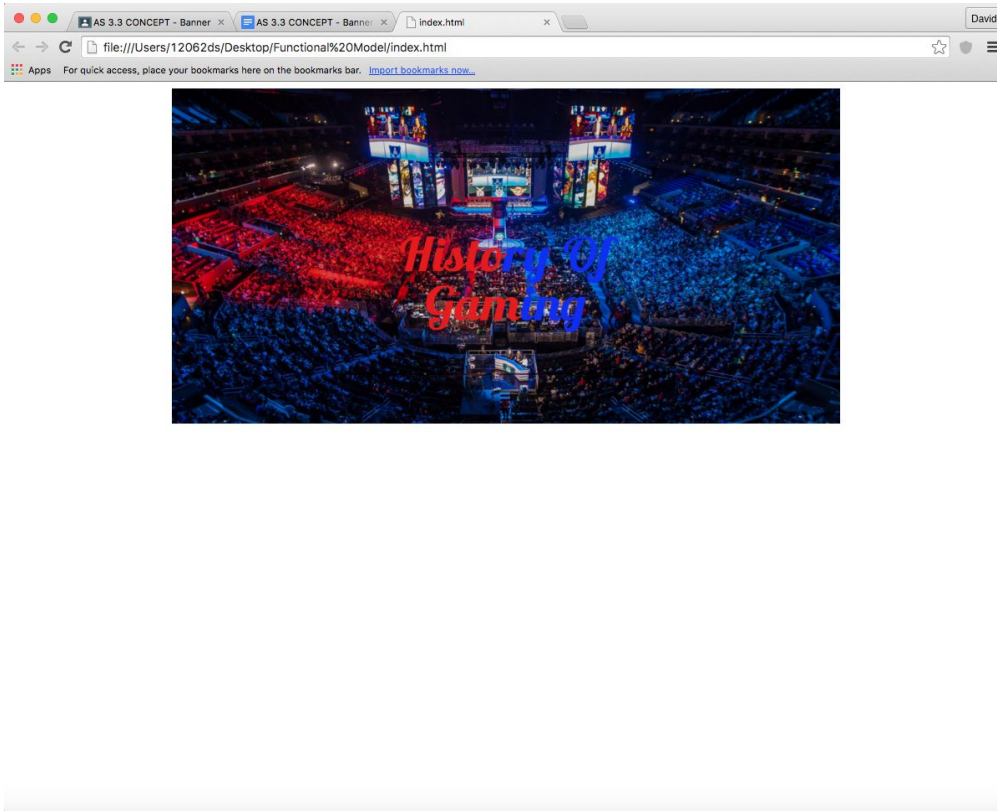 AS 3.3 CONCEPT - Banner
AS 3.3 CONCEPT - Banner
index.html
David
file:///Users/12062ds/Desktop/Functional%20Model/index.html
Apps
For quick access, place your bookmarks here on the bookmarks bar. Import bookmarks now...
History Of
Gaming